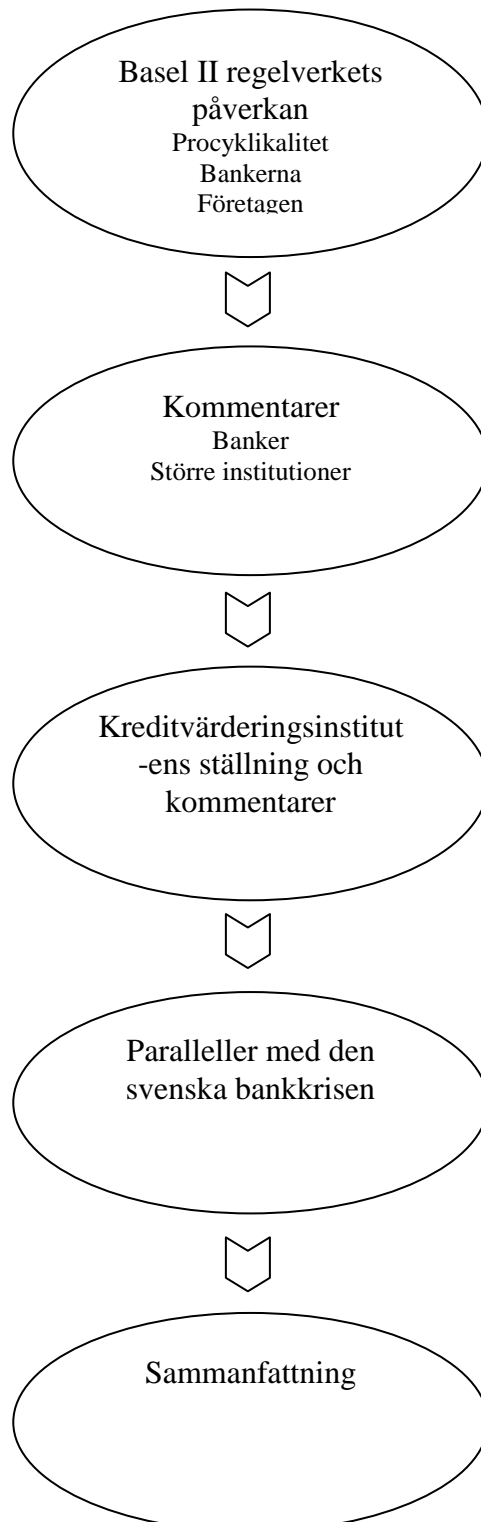 Basel II regelverkets
påverkan
Procyklikalitet
Bankerna
Företagen
Kommentarer
Banker
Större institutioner
Kreditvärderingsinstitut
-ens ställning och
kommentarer
Paralleller med den
svenska bankkrisen
Sammanfattning